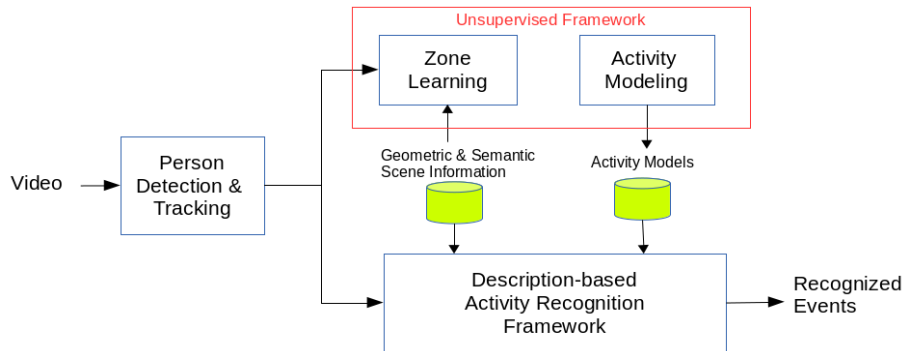 Unsupervised Framework
Zone
Learning
Activity
Modeling
Geometric & Semantic
Scene Information
Activity Models
Video
Person
Detection &
Tracking
Description-based
Activity Recognition
Framework
Recognized
Events